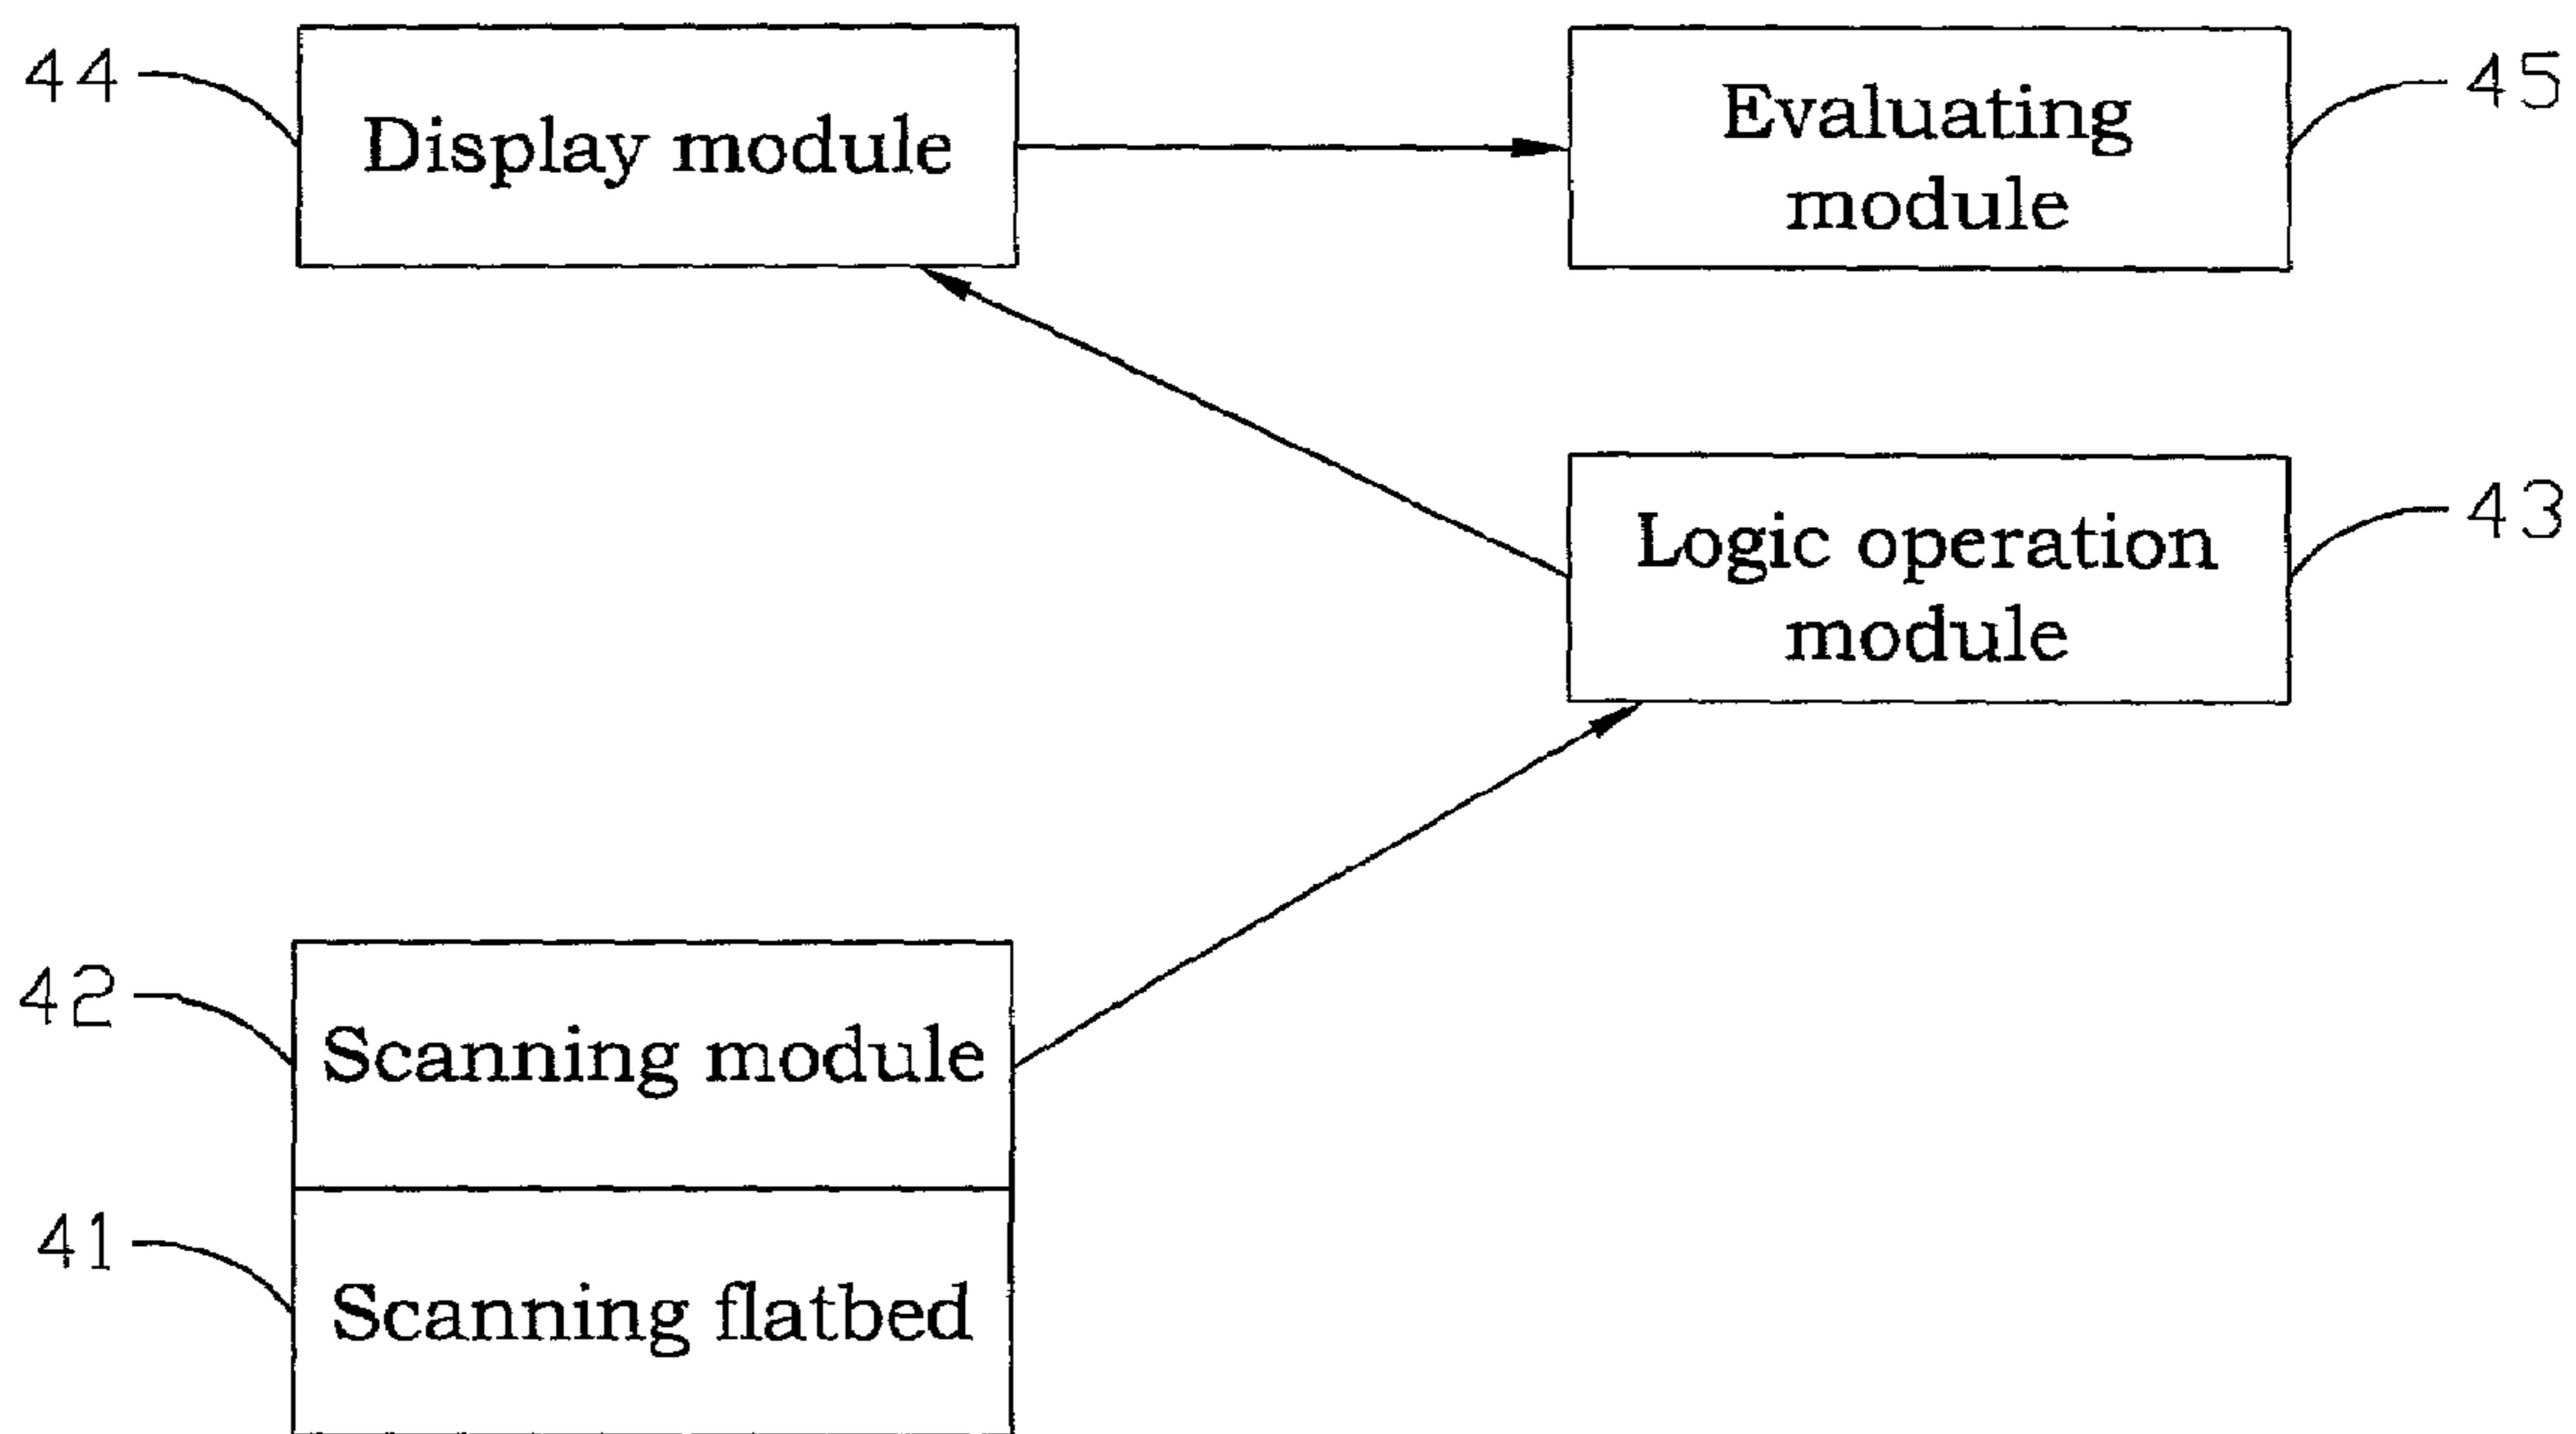 44
Display module
Evaluating
module
45
Logic operation
module
43
42
Scanning module
41
Scanning flatbed